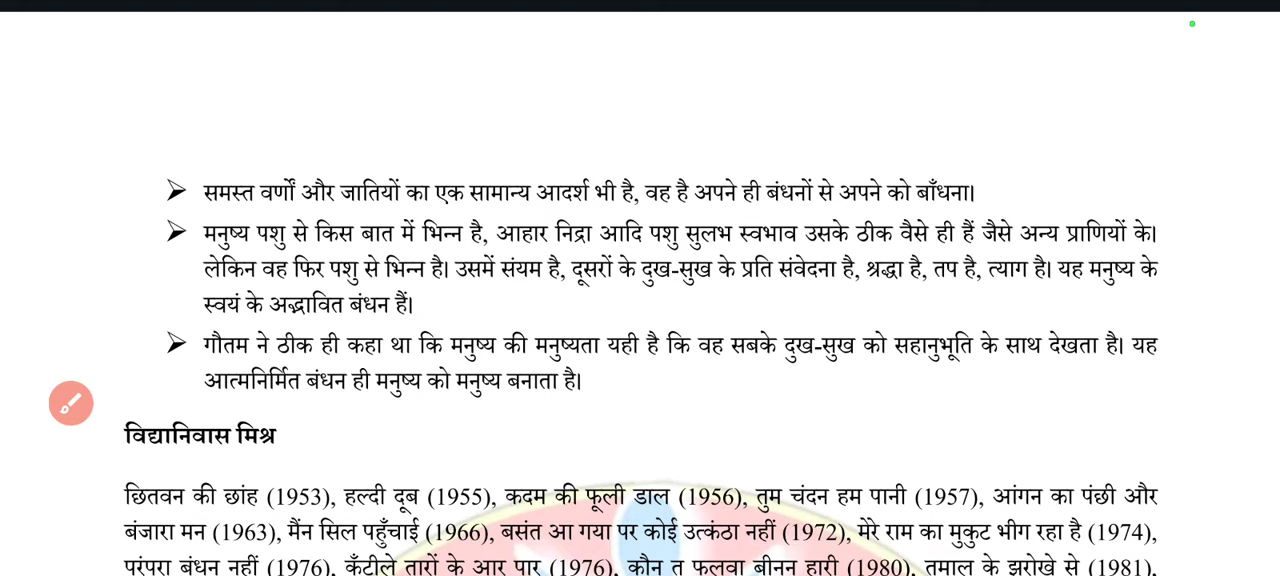 ➢ समस्त वर्णों और जातियों का एक सामान्य आदर्श भी है, वह है अपने ही बंधनों से अपने को बाँधना।
➢ मनुष्य पशु से किस बात में भिन्न है, आहार निद्रा आदि पशु सुलभ स्वभाव उसके ठीक वैसे ही हैं जैसे अन्य प्राणियों के।
लेकिन वह फिर पशु से भिन्न है। उसमें संयम है, दूसरों के दुख-सुख के प्रति संवेदना है, श्रद्धा है, तप है, त्याग है। यह मनुष्य के
स्वयं के अद्भावित बंधन हैं।
➢ गौतम ने ठीक ही कहा था कि मनुष्य की मनुष्यता यही है कि वह सबके दुख-सुख को सहानुभूति के साथ देखता है। यह
आत्मनिर्मित बंधन ही मनुष्य को मनुष्य बनाता है।
विद्यानिवास मिश्र
छितवन की छांह (1953), हल्दी दूब (1955), कदम की फूली डाल (1956), तुम चंदन हम पानी (1957), आंगन का पंछी और
बंजारा मन (1963), मैंन सिल पहुँचाई (1966), बसंत आ गया पर कोई उत्कंठा नहीं (1972), मेरे राम का मुकुट भीग रहा है (1974),
परंपरा बंधन नहीं (1976), कँटीले तारों के आर पार (1976), कौन त फुलवा बीनन हारी (1980), तमाल के झरोखे से (1981),